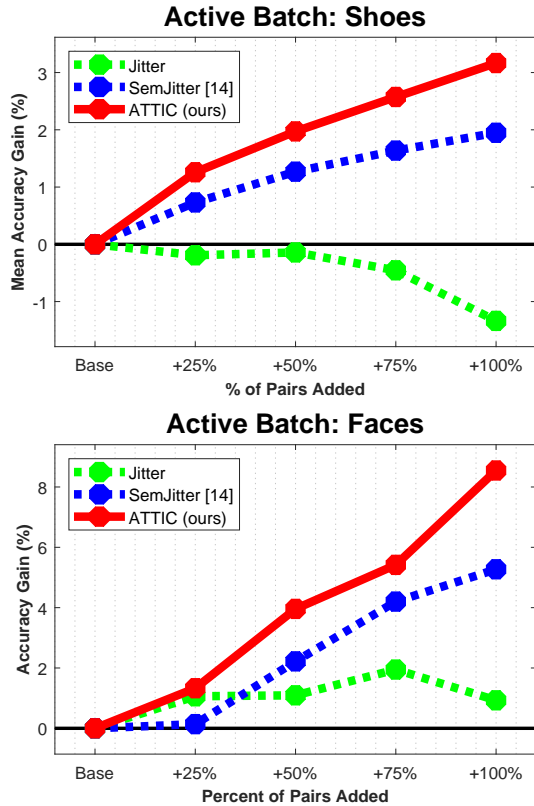 Active Batch: Shoes
Jitter
SemJitter [14]
ATTIC (ours)
Mean Accuracy Gain (%)
3
2
1
0
-1
Base +25% +50% +75% +100%
% of Pairs Added
Active Batch: Faces
Jitter
SemJitter [14]
ATTIC (ours)
Accuracy Gain (%)
8
6
4
2
0
Base +25% +50% +75% +100%
Percent of Pairs Added